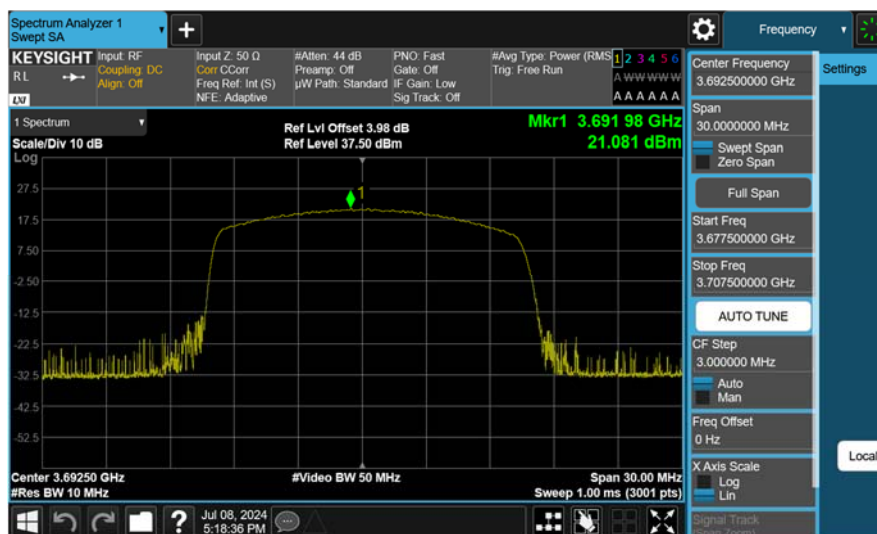 Spectrum Analyzer 1
Swept SA
+
Frequency
KEYSIGHT
RL
LXI
Input: RF
Coupling: DC
Align: Off
Input Z: 50 Ω
Corr CCorr
Freq Ref: Int (S)
NFE: Adaptive
#Atten: 44 dB
Preamp: Off
µW Path: Standard
PNO: Fast
Gate: Off
IF Gain: Low
Sig Track: Off
#Avg Type: Power (RMS
Trig: Free Run
1 2 3 4 5 6
A W W W W W
A A A A A A
1 Spectrum
Scale/Div 10 dB
Log
Ref Lvl Offset 3.98 dB
Ref Level 37.50 dBm
Mkr1 3.691 98 GHz
21.081 dBm
1
27.5
17.5
7.50
-2.50
-12.5
-22.5
-32.5
-42.5
-52.5
Center 3.69250 GHz
#Res BW 10 MHz
#Video BW 50 MHz
Span 30.00 MHz
Sweep 1.00 ms (3001 pts)
Center Frequency
3.692500000 GHz
Settings
Span
30.0000000 MHz
Swept Span
Zero Span
Full Span
Start Freq
3.677500000 GHz
Stop Freq
3.707500000 GHz
AUTO TUNE
CF Step
3.000000 MHz
Auto
Man
Freq Offset
0 Hz
X Axis Scale
Log
Lin
Local
Signal Track
(Span Zoom)
?
Jul 08, 2024
5:18:36 PM